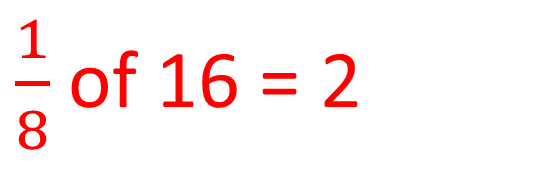 1/8 of 16 = 2